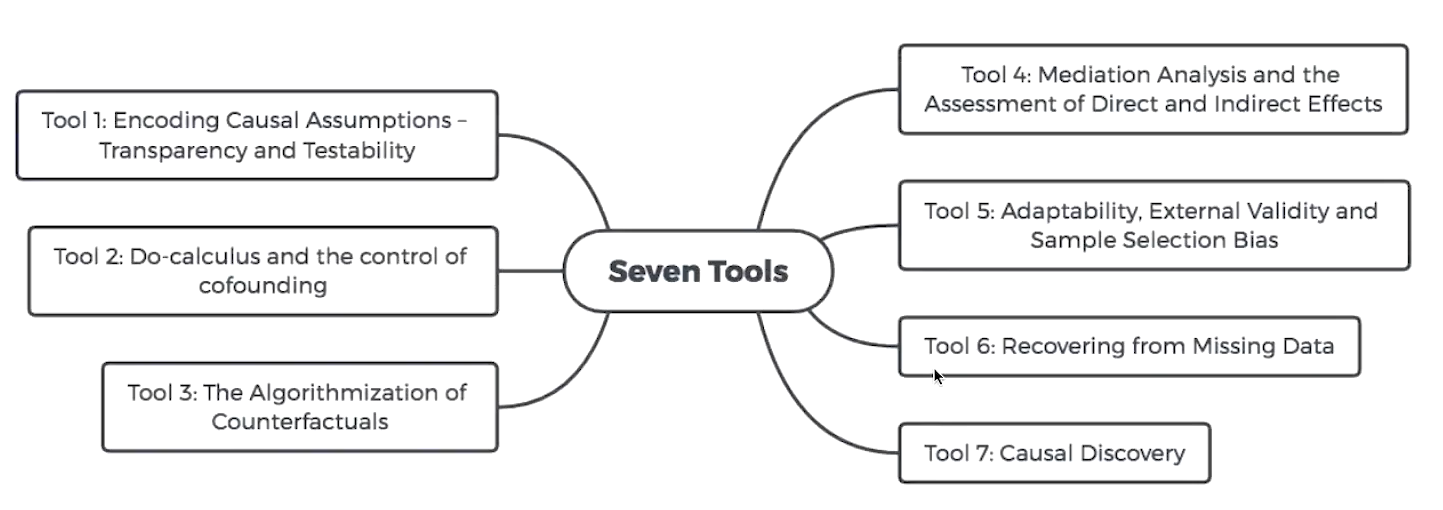 Tool 1: Encoding Causal Assumptions –
Transparency and Testability
Tool 2: Do-calculus and the control of
cofounding
Tool 3: The Algorithmization of
Counterfactuals
Seven Tools
Tool 4: Mediation Analysis and the
Assessment of Direct and Indirect Effects
Tool 5: Adaptability, External Validity and
Sample Selection Bias
Tool 6: Recovering from Missing Data
Tool 7: Causal Discovery